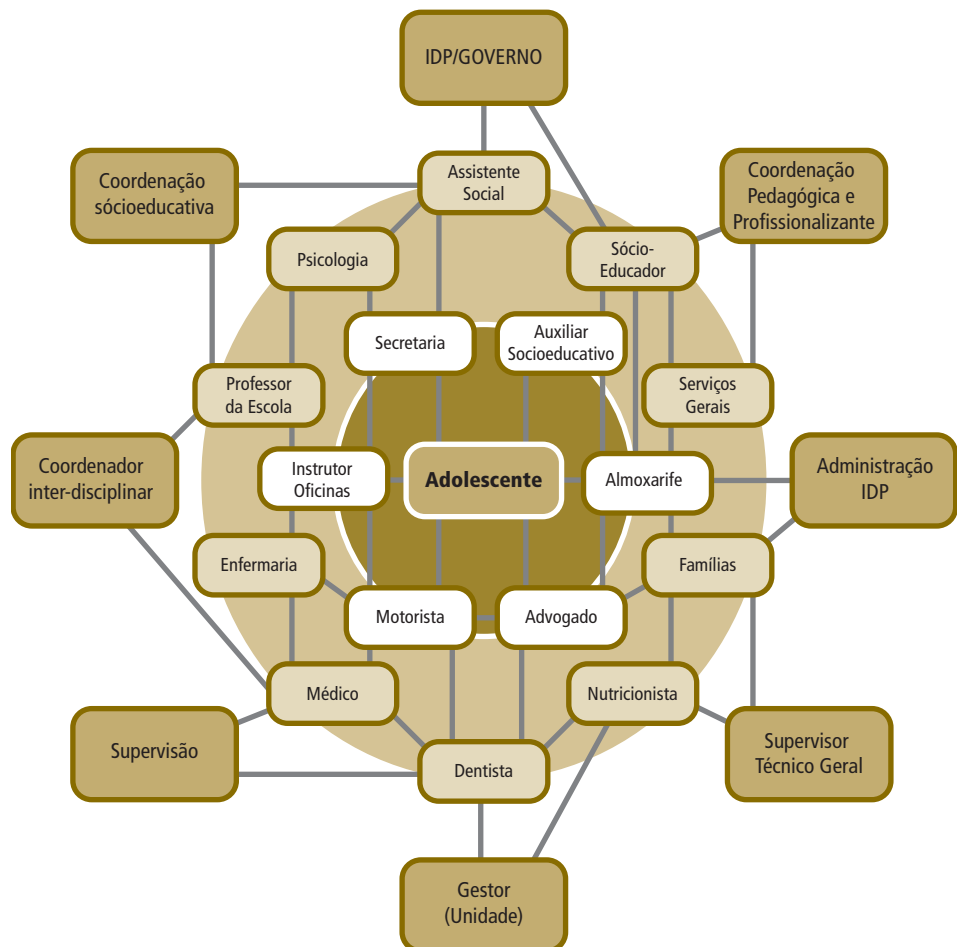 IDP/GOVERNO
Assistente
Social
Coordenação
sócioeducativa
Coordenação
Pedagógica e
Profissionalizante
Psicologia
Sócio-
Educador
Secretaria
Auxiliar
Socioeducativo
Professor
da Escola
Serviços
Gerais
Coordenador
inter-disciplinar
Instrutor
Oficinas
Adolescente
Almoxarife
Administração
IDP
Enfermaria
Famílias
Motorista
Advogado
Médico
Nutricionista
Supervisão
Dentista
Supervisor
Técnico Geral
Gestor
(Unidade)